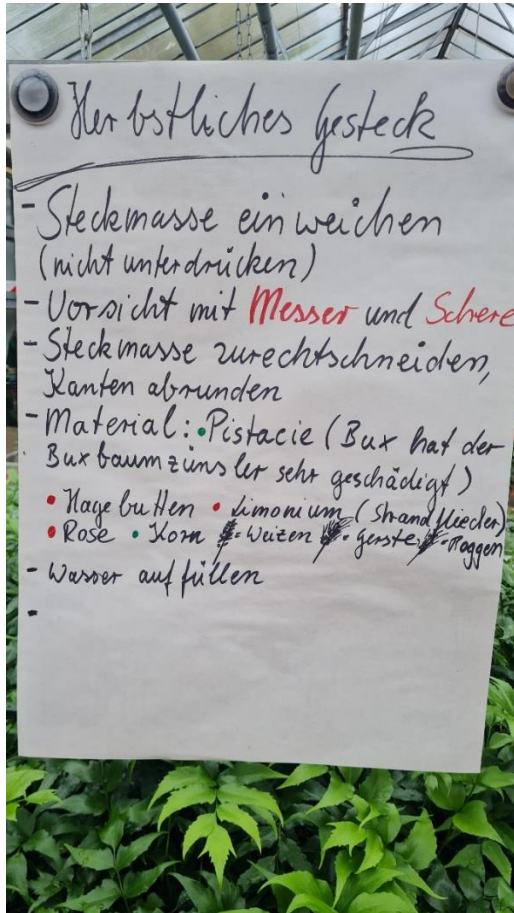 Herbstliches Gesteck
- Steckmasse einweichen
(nicht unterdrücken)
- Vorsicht mit Messer und Schere
- Steckmasse zurechtschneiden,
Kanten abrunden
- Material: • Pistacie (Bux hat der
Buxbaumzünsler sehr geschädigt)
• Hagebutten • Limonium (Strandflieder)
• Rose • Korn - Weizen - Gerste - Roggen
- Wasser auffüllen
-